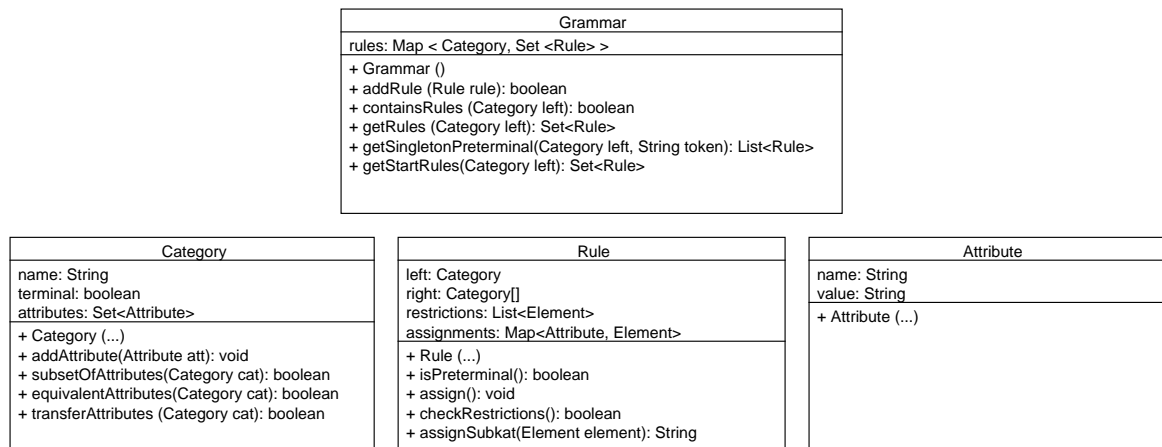 Grammar
rules: Map < Category, Set <Rule> >
+ Grammar ()
+ addRule (Rule rule): boolean
+ containsRules (Category left): boolean
+ getRules (Category left): Set<Rule>
+ getSingletonPreterminal(Category left, String token): List<Rule>
+ getStartRules(Category left): Set<Rule>
Category
name: String
terminal: boolean
attributes: Set<Attribute>
+ Category (...)
+ addAttribute(Attribute att): void
+ subsetOfAttributes(Category cat): boolean
+ equivalentAttributes(Category cat): boolean
+ transferAttributes (Category cat): boolean
Rule
left: Category
right: Category[]
restrictions: List<Element>
assignments: Map<Attribute, Element>
+ Rule (...)
+ isPreterminal(): boolean
+ assign(): void
+ checkRestrictions(): boolean
+ assignSubkat(Element element): String
Attribute
name: String
value: String
+ Attribute (...)